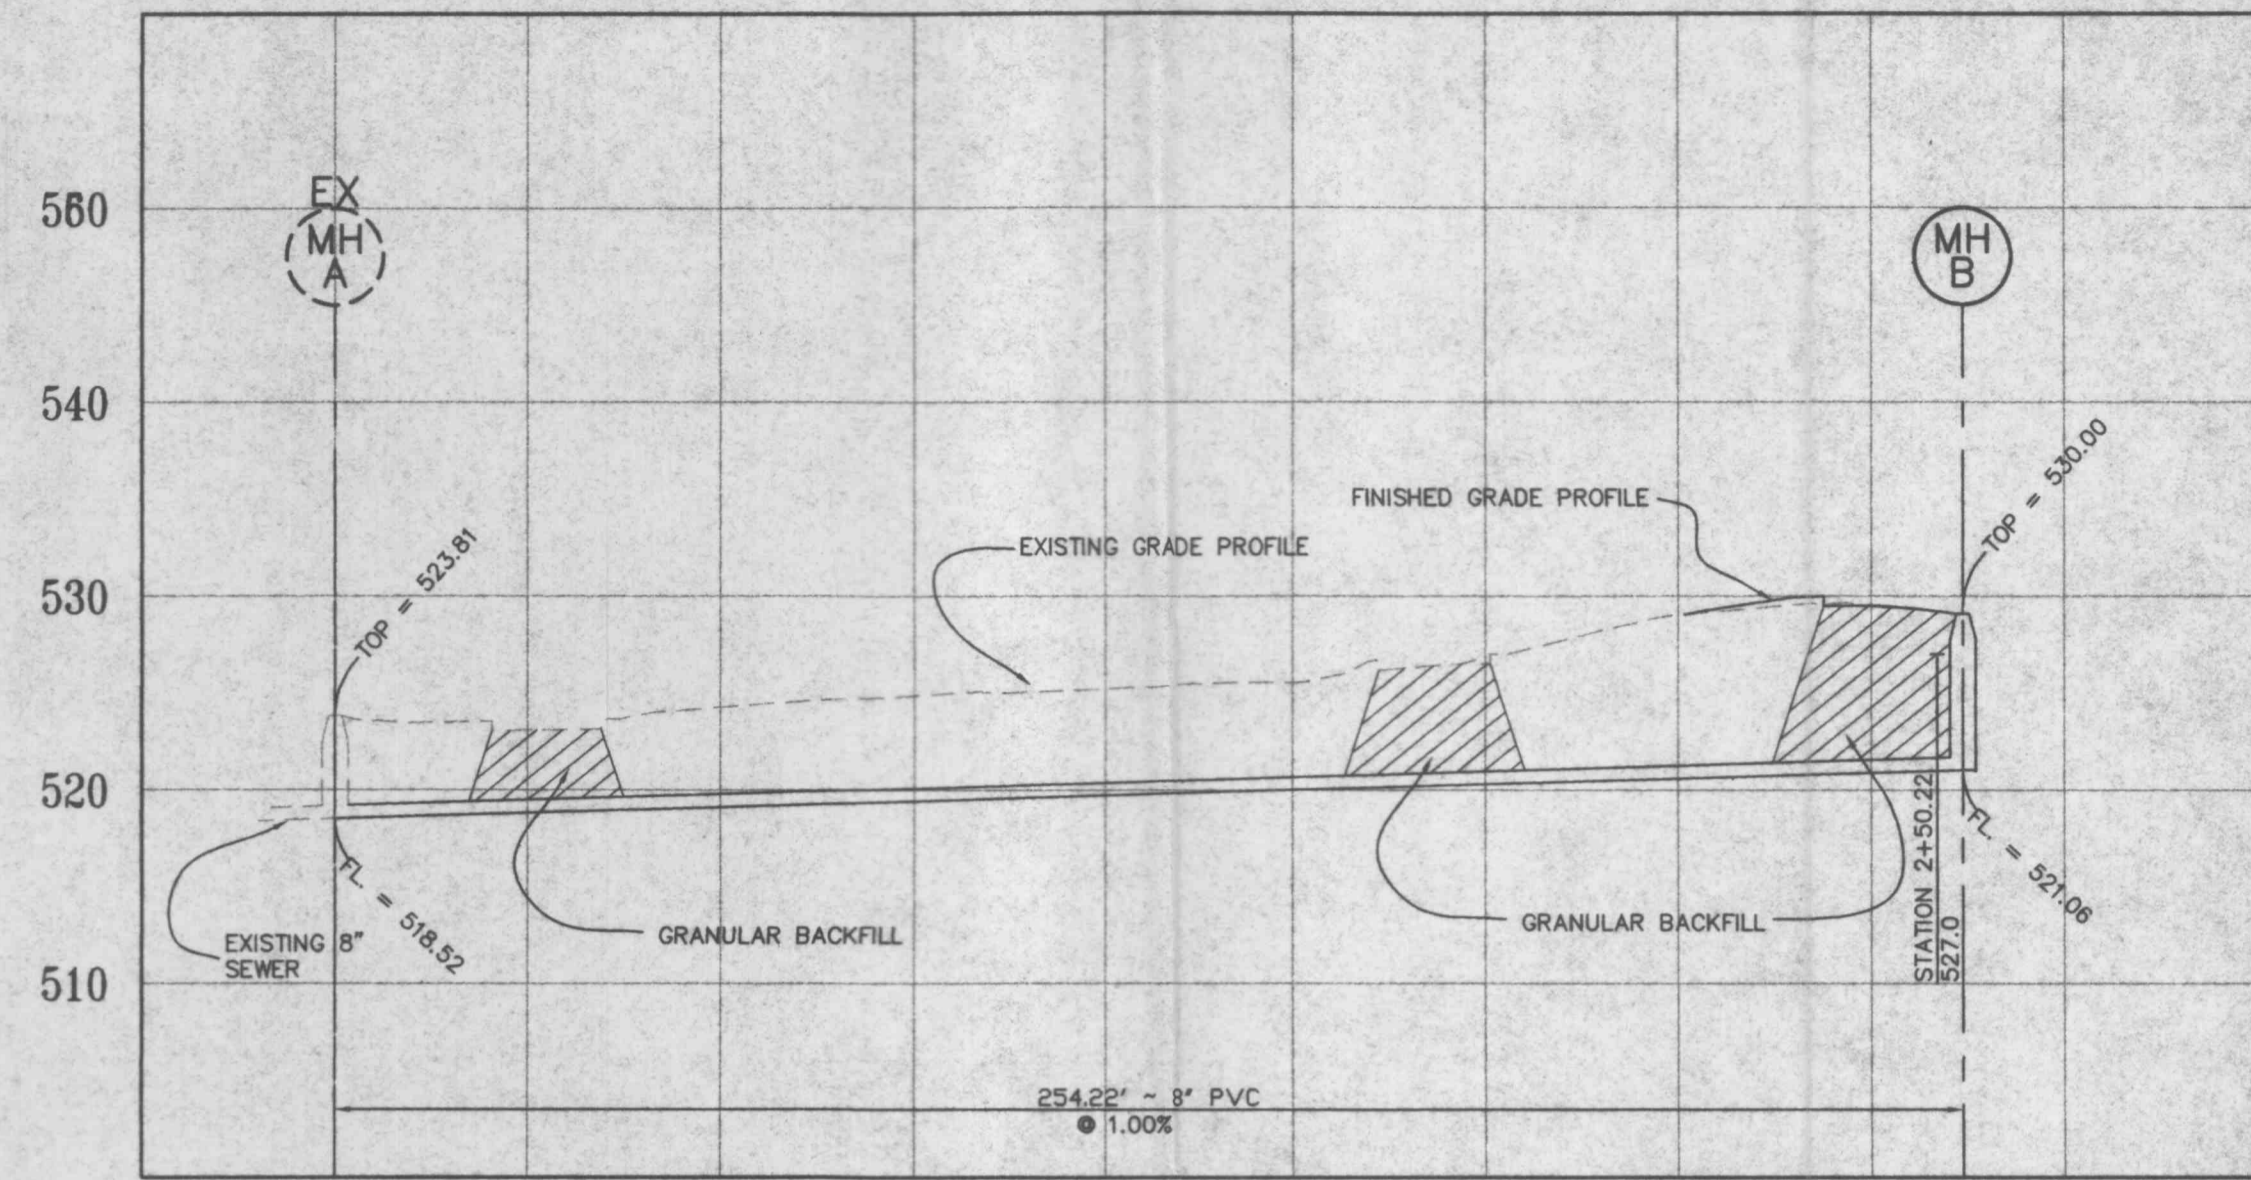 EX
MH
A
MH
B
560
540
530
520
510
TOP = 523.81
EXISTING GRADE PROFILE
FINISHED GRADE PROFILE
TOP = 530.00
FL. = 518.52
EXISTING 8"
SEWER
GRANULAR BACKFILL
GRANULAR BACKFILL
STATION 2+50.22
527.0
FL. = 521.06
254.22' ~ 8" PVC
@ 1.00%